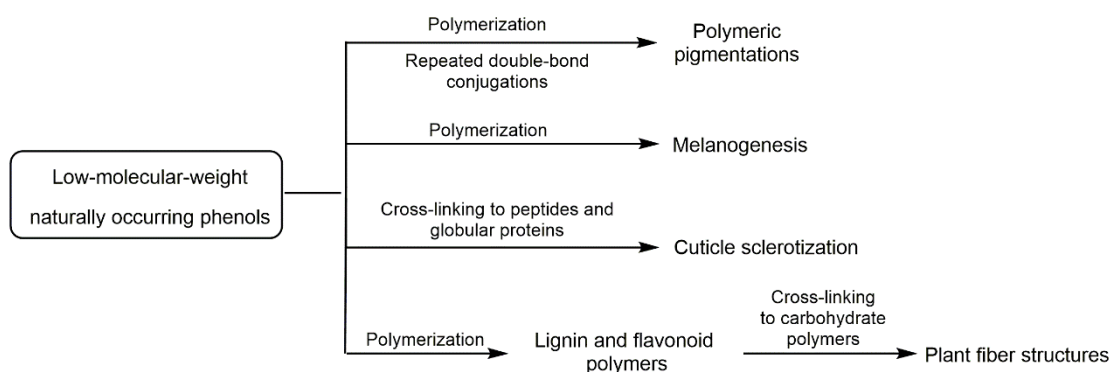 Low-molecular-weight
naturally occurring phenols
Polymerization
Repeated double-bond
conjugations
Polymeric
pigmentations
Polymerization
Melanogenesis
Cross-linking to peptides and
globular proteins
Cuticle sclerotization
Polymerization
Lignin and flavonoid
polymers
Cross-linking
to carbohydrate
polymers
Plant fiber structures